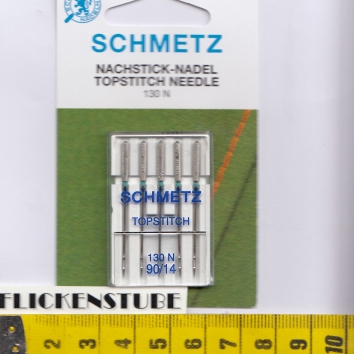 SCHMETZ
NACHSTICK-NADEL
TOPSTITCH NEEDLE
130 N
SCHMETZ
TOPSTITCH
130 N
90/14
FLICKENSTUBE
1 2 3 4 5 6 7 8 9 10